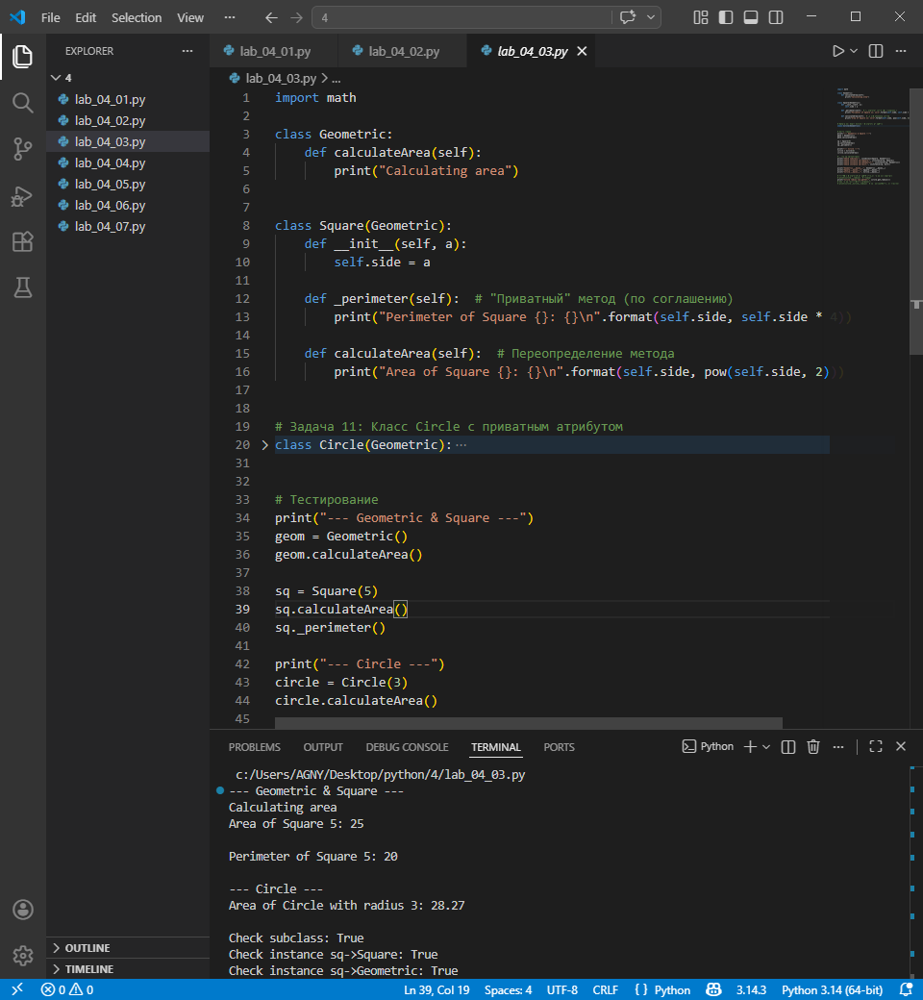 File Edit Selection View ··· 4
EXPLORER ···
4
lab_04_01.py
lab_04_02.py
lab_04_03.py
lab_04_04.py
lab_04_05.py
lab_04_06.py
lab_04_07.py
OUTLINE
TIMELINE
lab_04_01.py lab_04_02.py lab_04_03.py
lab_04_03.py > ...
1 import math
2
3 class Geometric:
4 def calculateArea(self):
5 print("Calculating area")
6
7
8 class Square(Geometric):
9 def __init__(self, a):
10 self.side = a
11
12 def _perimeter(self):  # "Приватный" метод (по соглашению)
13 print("Perimeter of Square {}: {}\n".format(self.side, self.side * 4))
14
15 def calculateArea(self):  # Переопределение метода
16 print("Area of Square {}: {}\n".format(self.side, pow(self.side, 2)))
17
18
19 # Задача 11: Класс Circle с приватным атрибутом
20 class Circle(Geometric): ···
31
32
33 # Тестирование
34 print("--- Geometric & Square ---")
35 geom = Geometric()
36 geom.calculateArea()
37
38 sq = Square(5)
39 sq.calculateArea()
40 sq._perimeter()
41
42 print("--- Circle ---")
43 circle = Circle(3)
44 circle.calculateArea()
45
PROBLEMS OUTPUT DEBUG CONSOLE TERMINAL PORTS Python ···
c:/Users/AGNY/Desktop/python/4/lab_04_03.py
--- Geometric & Square ---
Calculating area
Area of Square 5: 25
Perimeter of Square 5: 20
--- Circle ---
Area of Circle with radius 3: 28.27
Check subclass: True
Check instance sq->Square: True
Check instance sq->Geometric: True
0 0 Ln 39, Col 19 Spaces: 4 UTF-8 CRLF { } Python 3.14.3 Python 3.14 (64-bit)